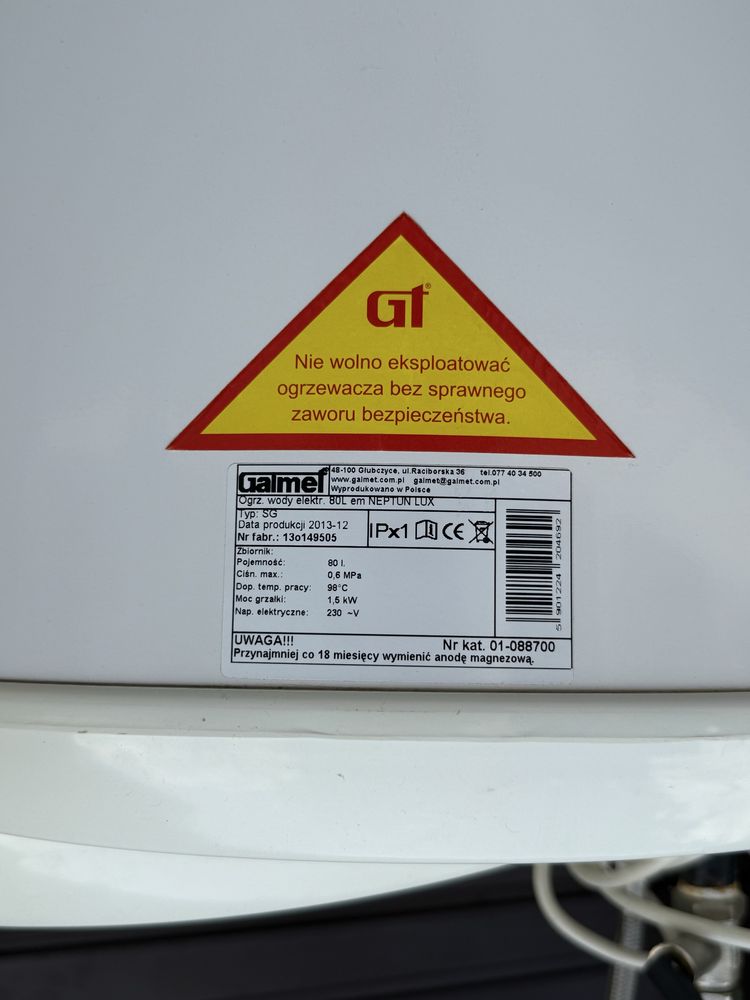 Gt®
Nie wolno eksploatować
ogrzewacza bez sprawnego
zaworu bezpieczeństwa.
Galmet® 48-100 Głubczyce, ul.Raciborska 36 tel.077 40 34 500
www.galmet.com.pl galmet@galmet.com.pl
Wyprodukowano w Polsce
Ogrz. wody elektr. 80L em NEPTUN LUX
Typ: SG
Data produkcji 2013-12
Nr fabr.: 13o149505
IPx1 CE
Zbiornik:
Pojemność: 80 l.
Ciśn. max.: 0,6 MPa
Dop. temp. pracy: 98°C
Moc grzałki: 1,5 kW
Nap. elektryczne: 230 ~V
5 901224 204692
UWAGA!!! Nr kat. 01-088700
Przynajmniej co 18 miesięcy wymienić anodę magnezową.